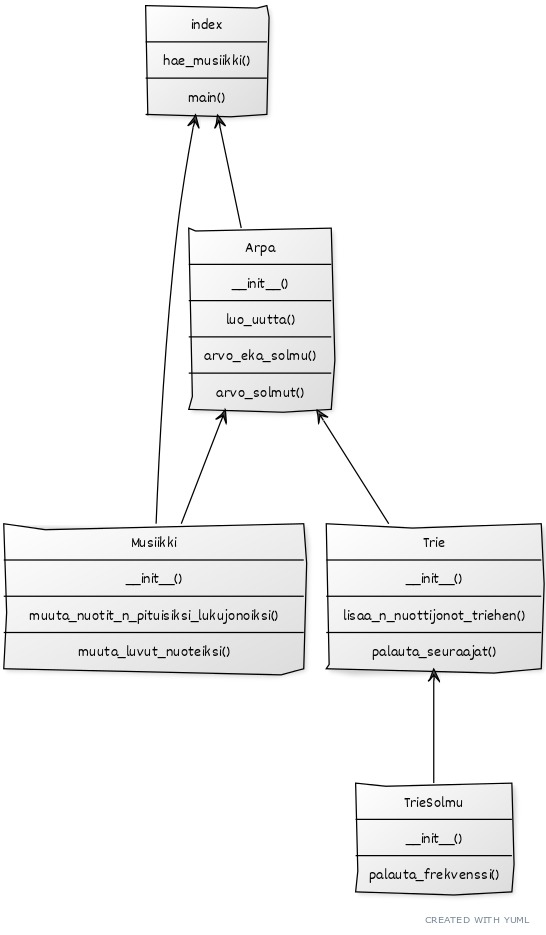 index
hae_musiikki()
main()
Arpa
__init__()
luo_uutta()
arvo_eka_solmu()
arvo_solmut()
Musiikki
__init__()
muuta_nuotit_n_pituisiksi_lukujonoiksi()
muuta_luvut_nuoteiksi()
Trie
__init__()
lisaa_n_nuottijonot_triehen()
palauta_seuraajat()
TrieSolmu
__init__()
palauta_frekvenssi()
CREATED WITH YUML